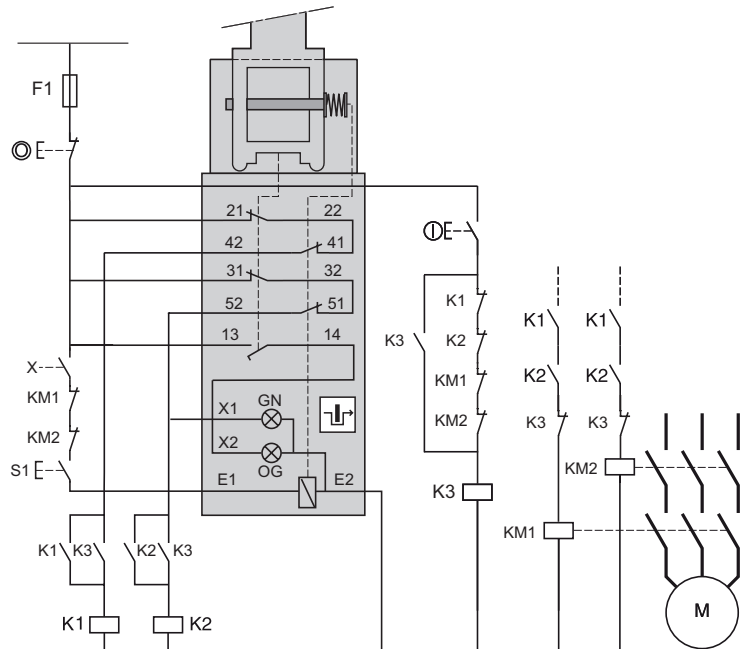 F1
21 22
42 41
31 32
52 51
13 14
X1 GN
X2
OG
E1 E2
X
KM1
KM2
S1
K1 K3 K2 K3
K1 K2
K3
K1
K2
KM1
KM2
K3
K1 K1
K2 K2
K3 K3
KM2
KM1
M